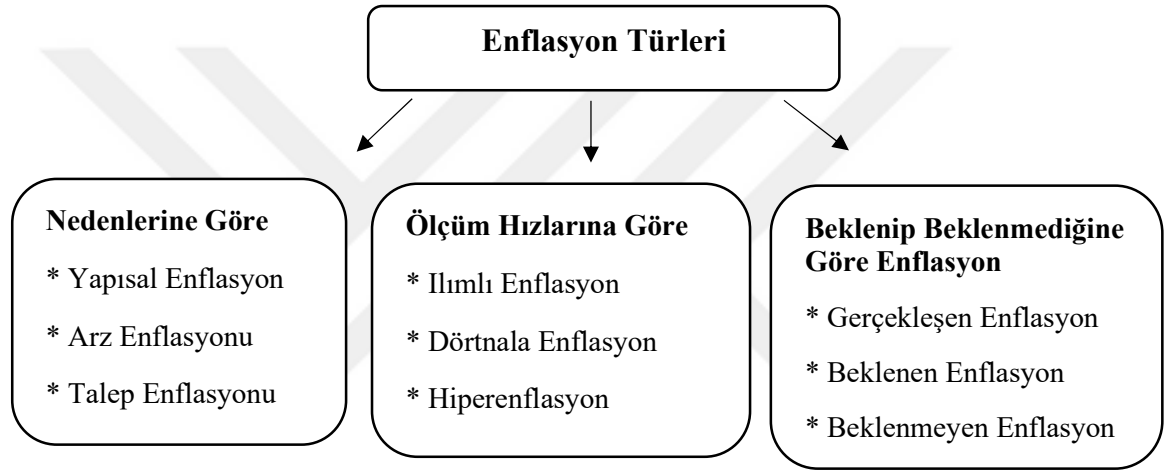 Enflasyon Türleri
Nedenlerine Göre
* Yapısal Enflasyon
* Arz Enflasyonu
* Talep Enflasyonu
Ölçüm Hızlarına Göre
* Ilımlı Enflasyon
* Dörtnala Enflasyon
* Hiperenflasyon
Beklenip Beklenmediğine
Göre Enflasyon
* Gerçekleşen Enflasyon
* Beklenen Enflasyon
* Beklenmeyen Enflasyon